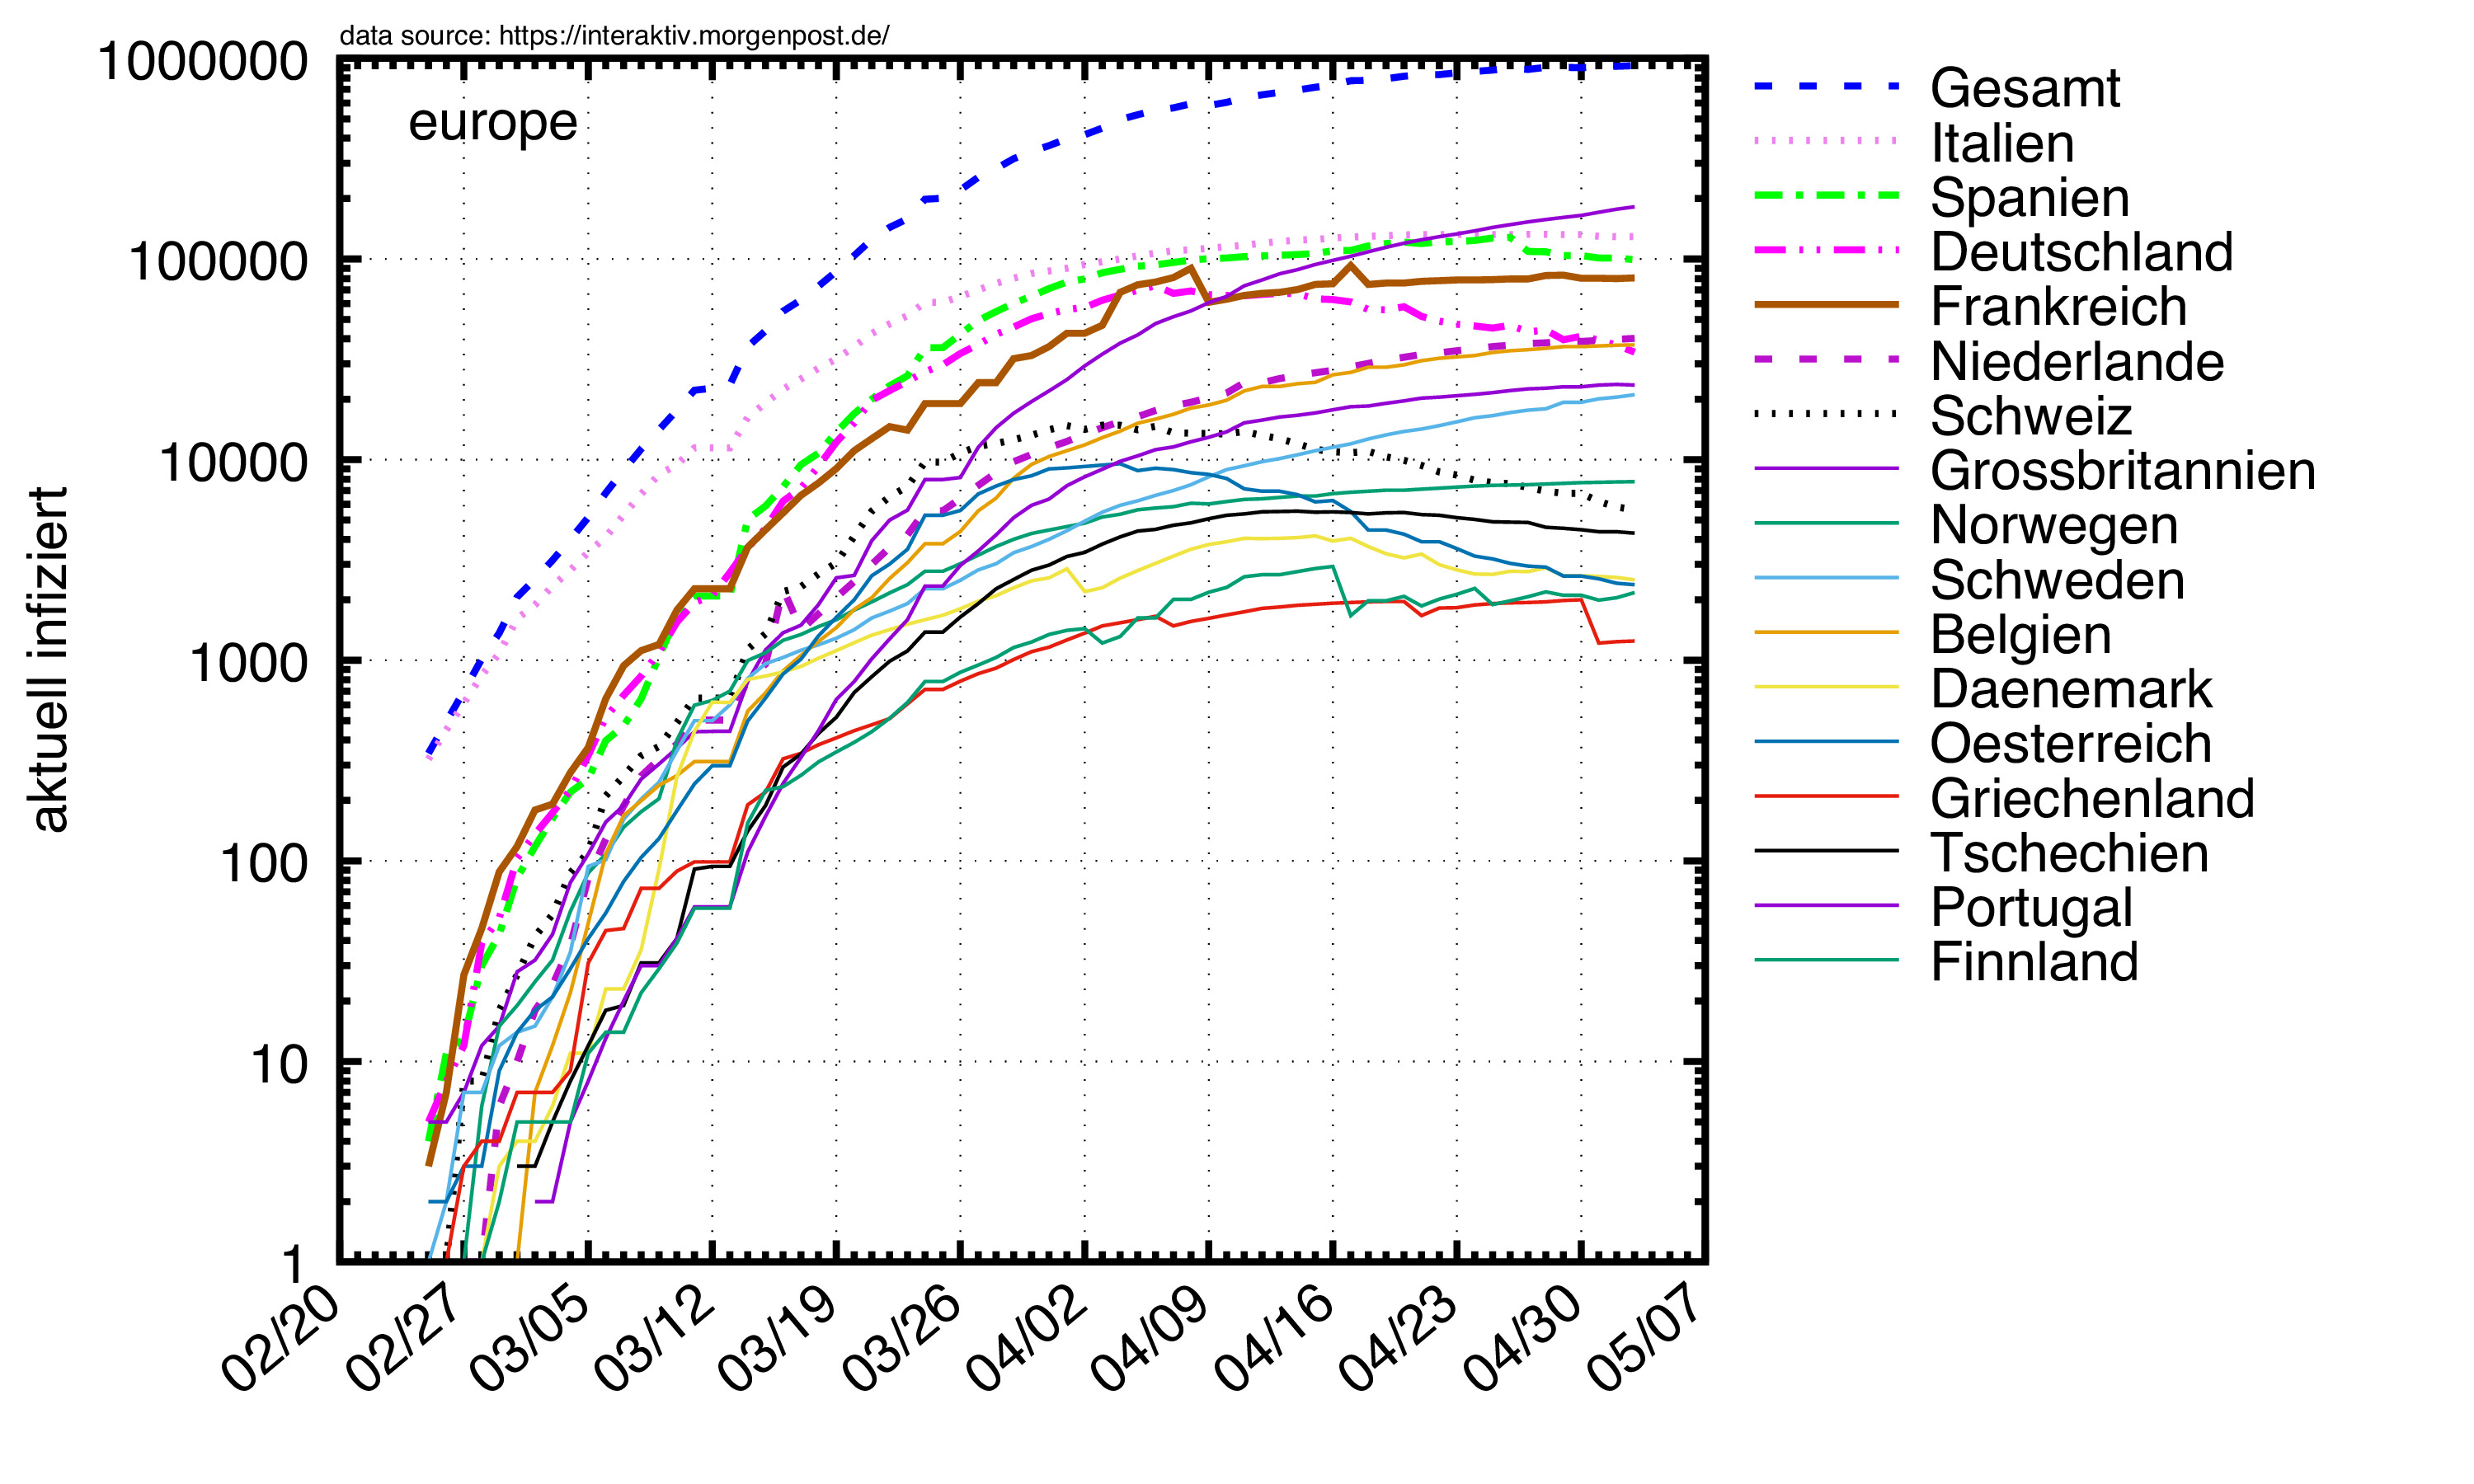 data source: https://interaktiv.morgenpost.de/
europe
aktuell infiziert
1000000
100000
10000
1000
100
10
1
02/20
02/27
03/05
03/12
03/19
03/26
04/02
04/09
04/16
04/23
04/30
05/07
Gesamt
Italien
Spanien
Deutschland
Frankreich
Niederlande
Schweiz
Grossbritannien
Norwegen
Schweden
Belgien
Daenemark
Oesterreich
Griechenland
Tschechien
Portugal
Finnland